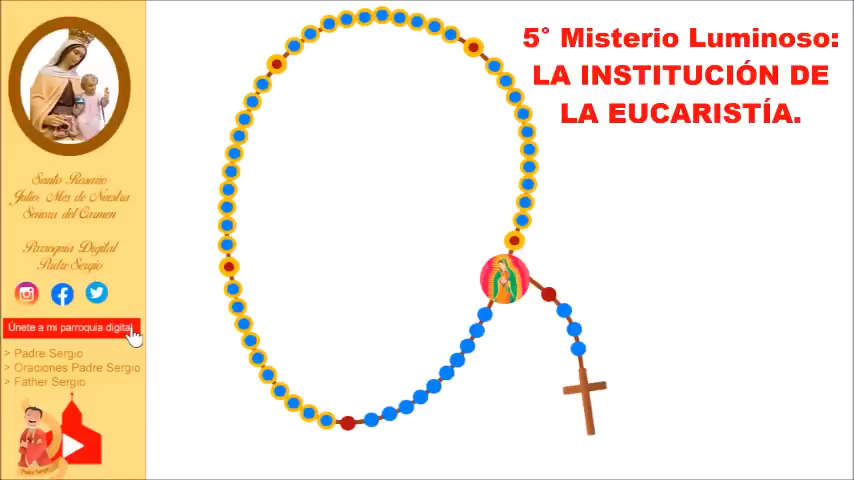 5° Misterio Luminoso:
LA INSTITUCIÓN DE
LA EUCARISTÍA.
Santo Rosario
Julio: Mes de Nuestra
Señora del Carmen
Parroquia Digital
Padre Sergio
Únete a mi parroquia digital
> Padre Sergio
> Oraciones Padre Sergio
> Father Sergio